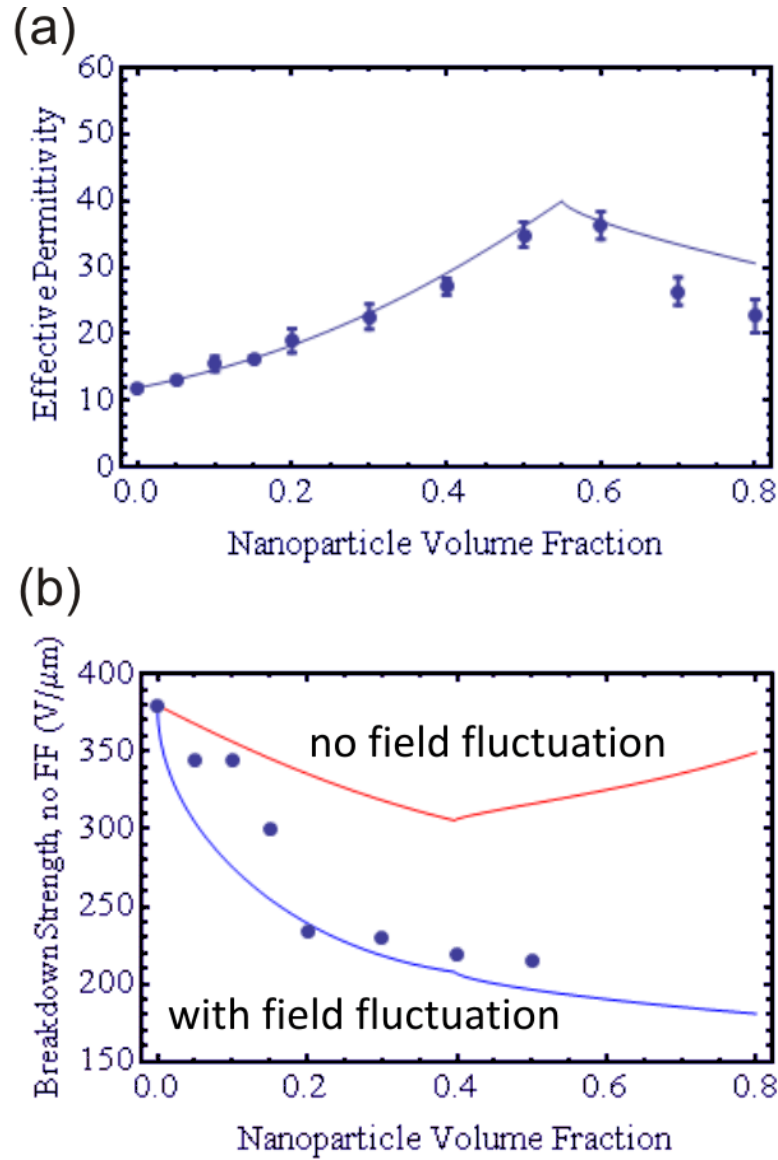 (a)
60
50
40
30
20
10
0
Effective Permittivity
0.0 0.2 0.4 0.6 0.8
Nanoparticle Volume Fraction
(b)
400
350
300
250
200
150
Breakdown Strength, no FF (V/μm)
no field fluctuation
with field fluctuation
0.0 0.2 0.4 0.6 0.8
Nanoparticle Volume Fraction